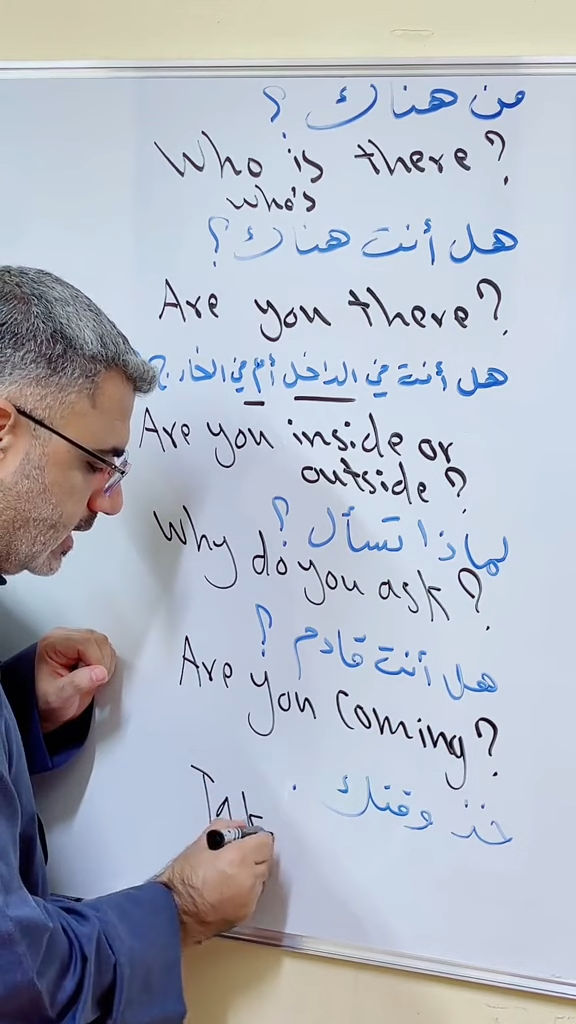 من هناك ؟
Who is there?
who's
هل أنت هناك ؟
Are you there?
هل أنت في الداخل أم في الخارج ؟
Are you inside or
outside?
لماذا تسأل ؟
Why do you ask?
هل أنت قادم ؟
Are you coming?
خذ وقتك .
Tak